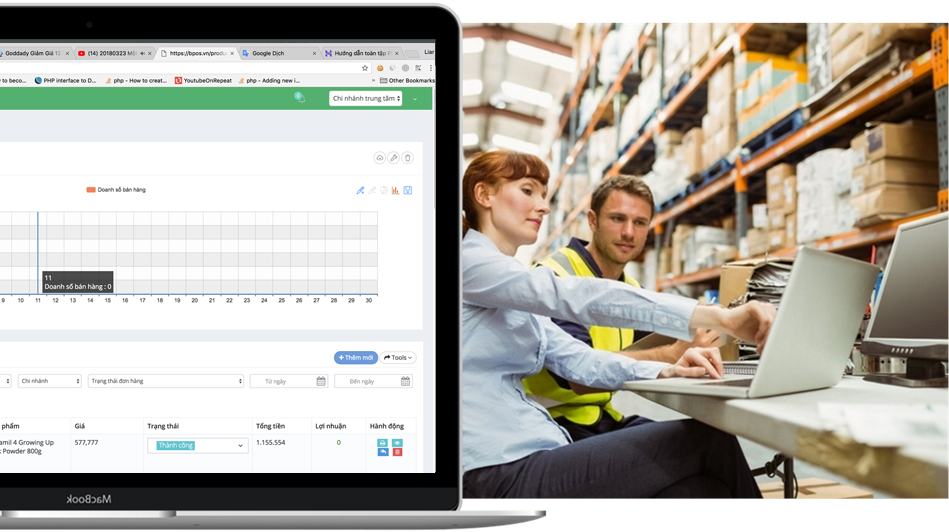 Goddady Giảm Giá (14) 20180323 https://bpos.vn/produ Google Dịch Hướng dẫn toàn tập Lian
to beco... PHP interface to D... php - How to creat... YoutubeOnRepeat php - Adding new i... » Other Bookmarks
Chi nhánh trung tâm
Doanh số bán hàng
11
Doanh số bán hàng : 0
9 10 11 12 13 14 15 16 17 18 19 20 21 22 23 24 25 26 27 28 29 30
+ Thêm mới Tools
Chi nhánh Trạng thái đơn hàng Từ ngày Đến ngày
phẩm Giá Trạng thái Tổng tiền Lợi nhuận Hành động
amil 4 Growing Up 577,777 Thành công 1.155.554 0
Powder 800g
MacBook